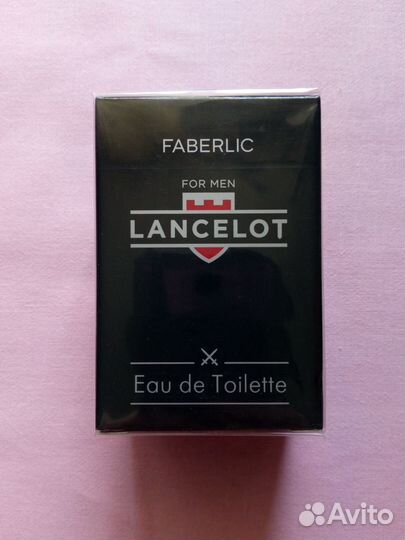 FABERLIC
FOR MEN
LANCELOT
Eau de Toilette
Avito